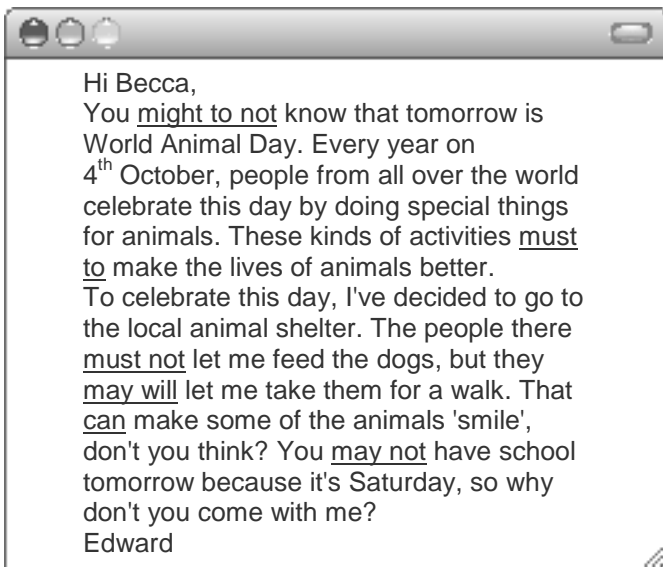 Hi Becca,
You might to not know that tomorrow is
World Animal Day. Every year on
4th October, people from all over the world
celebrate this day by doing special things
for animals. These kinds of activities must
to make the lives of animals better.
To celebrate this day, I've decided to go to
the local animal shelter. The people there
must not let me feed the dogs, but they
may will let me take them for a walk. That
can make some of the animals 'smile',
don't you think? You may not have school
tomorrow because it's Saturday, so why
don't you come with me?
Edward